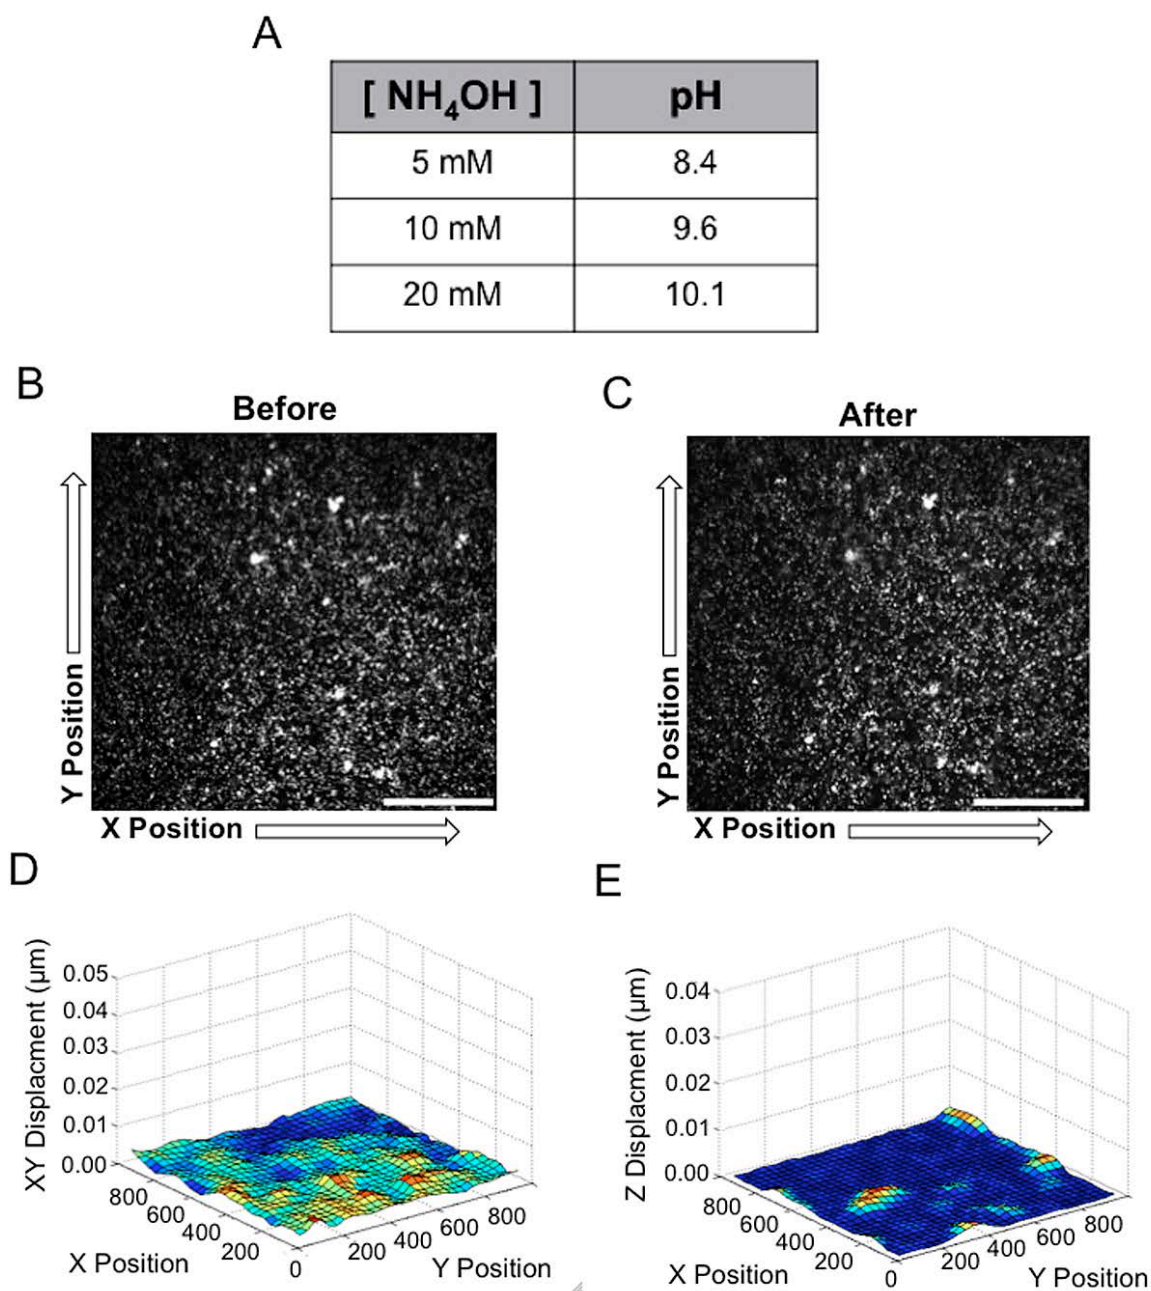 A
[ NH4OH ] pH
5 mM 8.4
10 mM 9.6
20 mM 10.1
B
Before
Y Position
X Position
C
After
Y Position
X Position
D
XY Displacment (µm)
0.05
0.04
0.03
0.02
0.01
0.00
800
600
400
200
0
200
400
600
800
X Position
Y Position
E
Z Displacment (µm)
0.04
0.03
0.02
0.01
0.00
800
600
400
200
0
200
400
600
800
X Position
Y Position